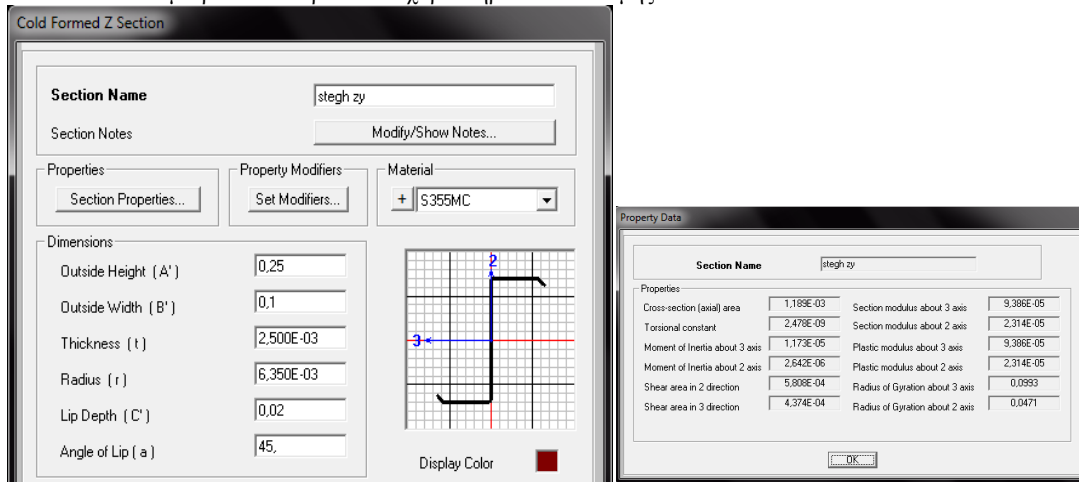 Cold Formed Z Section
Section Name stegh zy
Section Notes Modify/Show Notes...
Properties Property Modifiers Material
Section Properties... Set Modifiers... + S355MC
Dimensions
Outside Height ( A' ) 0,25
Outside Width ( B' ) 0,1
Thickness ( t ) 2,500E-03
Radius ( r ) 6,350E-03
Lip Depth ( C' ) 0,02
Angle of Lip ( a ) 45,
2
3
Display Color
Property Data
Section Name stegh zy
Properties
Cross-section (axial) area 1,189E-03 Section modulus about 3 axis 9,386E-05
Torsional constant 2,478E-09 Section modulus about 2 axis 2,314E-05
Moment of Inertia about 3 axis 1,173E-05 Plastic modulus about 3 axis 9,386E-05
Moment of Inertia about 2 axis 2,642E-06 Plastic modulus about 2 axis 2,314E-05
Shear area in 2 direction 5,808E-04 Radius of Gyration about 3 axis 0,0993
Shear area in 3 direction 4,374E-04 Radius of Gyration about 2 axis 0,0471
OK